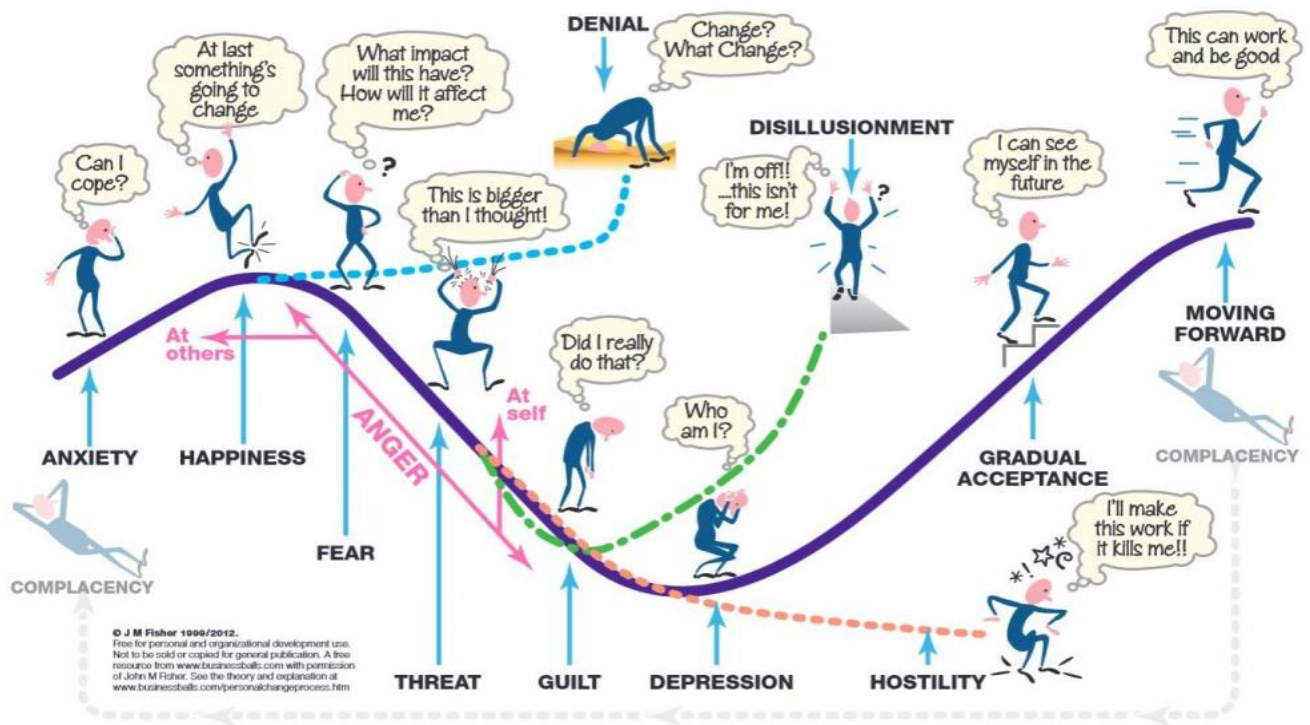 DENIAL
Change?
What Change?
This can work
and be good
At last
something's
going to
change
What impact
will this have?
How will it affect
me?
?
DISILLUSIONMENT
Can I
cope?
This is bigger
than I thought!
I'm off!!
....this isn't
for me!
?
I can see
myself in the
future
At
others
Did I really
do that?
At
self
MOVING
FORWARD
Who
am I?
ANGER
ANXIETY
HAPPINESS
GRADUAL
ACCEPTANCE
COMPLACENCY
FEAR
I'll make
this work if
it kills me!!
COMPLACENCY
© J M Fisher 1999/2012.
Free for personal and organizational development use.
Not to be sold or copied for general publication. A free
resource from www.businessballs.com with permission
of John M Fisher. See the theory and explanation at
www.businessballs.com/personalchangeprocess.htm
THREAT
GUILT
DEPRESSION
HOSTILITY